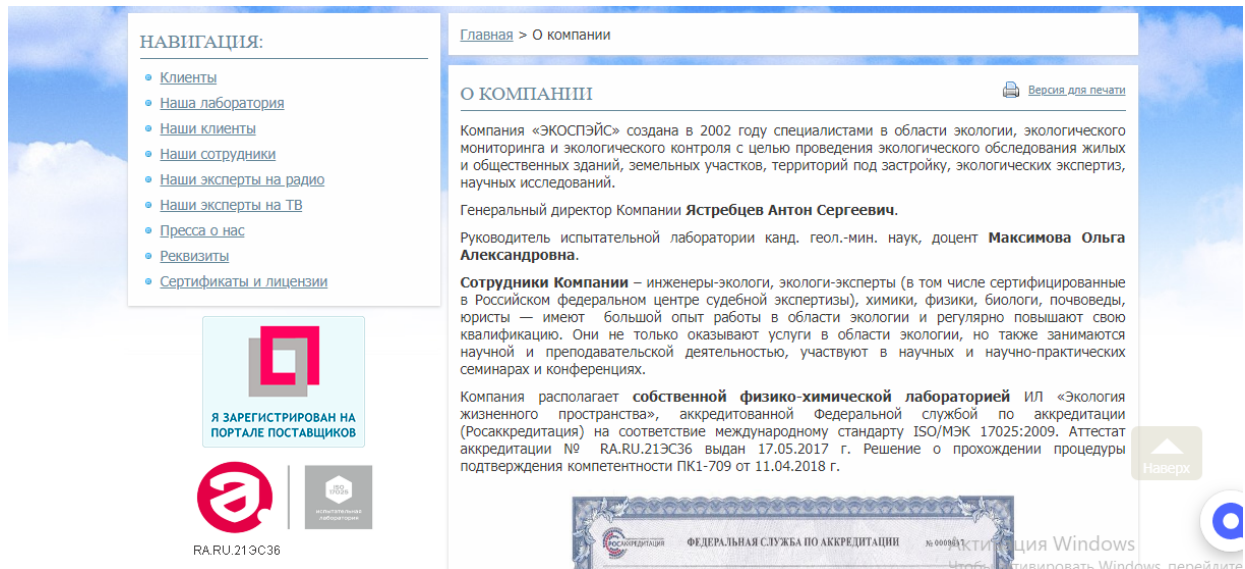 НАВИГАЦИЯ:
Клиенты
Наша лаборатория
Наши клиенты
Наши сотрудники
Наши эксперты на радио
Наши эксперты на ТВ
Пресса о нас
Реквизиты
Сертификаты и лицензии
Я ЗАРЕГИСТРИРОВАН НА
ПОРТАЛЕ ПОСТАВЩИКОВ
испытательная
лаборатория
RA.RU.21ЭС36
Главная > О компании
О КОМПАНИИ
Версия для печати
Компания «ЭКОСПЭЙС» создана в 2002 году специалистами в области экологии, экологического
мониторинга и экологического контроля с целью проведения экологического обследования жилых
и общественных зданий, земельных участков, территорий под застройку, экологических экспертиз,
научных исследований.
Генеральный директор Компании Ястребцев Антон Сергеевич.
Руководитель испытательной лаборатории канд. геол.-мин. наук, доцент Максимова Ольга
Александровна.
Сотрудники Компании – инженеры-экологи, экологи-эксперты (в том числе сертифицированные
в Российском федеральном центре судебной экспертизы), химики, физики, биологи, почвоведы,
юристы — имеют большой опыт работы в области экологии и регулярно повышают свою
квалификацию. Они не только оказывают услуги в области экологии, но также занимаются
научной и преподавательской деятельностью, участвуют в научных и научно-практических
семинарах и конференциях.
Компания располагает собственной физико-химической лабораторией ИЛ «Экология
жизненного пространства», аккредитованной Федеральной службой по аккредитации
(Росаккредитация) на соответствие международному стандарту ISO/МЭК 17025:2009. Аттестат
аккредитации № RA.RU.21ЭС36 выдан 17.05.2017 г. Решение о прохождении процедуры
подтверждения компетентности ПК1-709 от 11.04.2018 г.
Наверх
РОСАККРЕДИТАЦИЯ
ФЕДЕРАЛЬНАЯ СЛУЖБА ПО АККРЕДИТАЦИИ
Активация Windows
Чтобы активировать Windows, перейдите